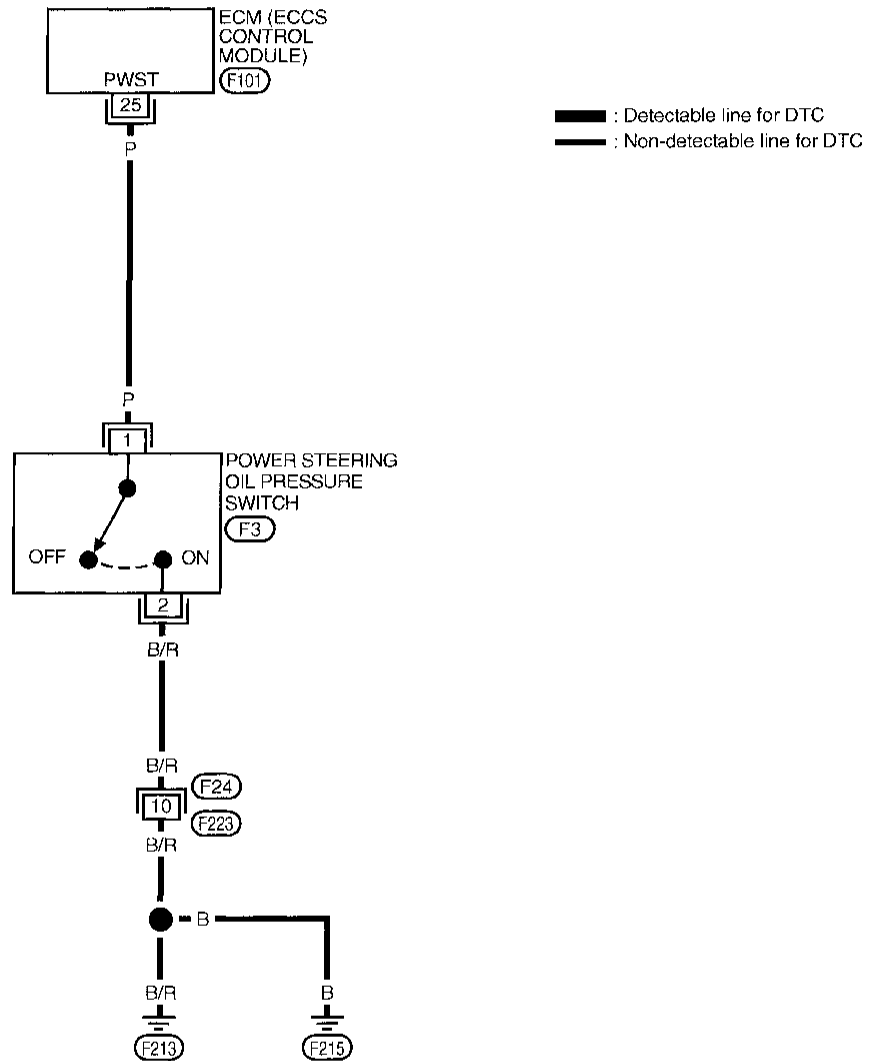 ECM (ECCS
CONTROL
MODULE)
F101
PWST
25
P
: Detectable line for DTC
: Non-detectable line for DTC
P
1
POWER STEERING
OIL PRESSURE
SWITCH
F3
OFF
ON
2
B/R
B/R
F24
10
F223
B/R
B
B/R
B
F213
F215